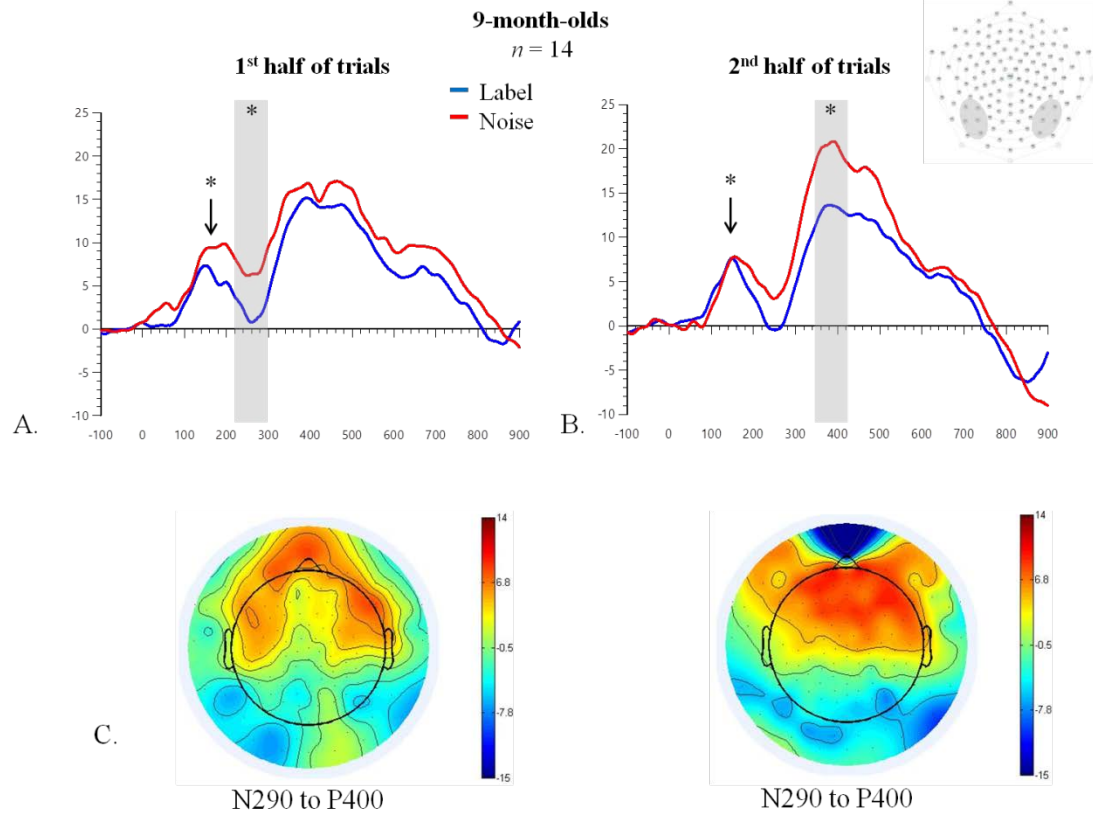 9-month-olds
n = 14
1st half of trials
2nd half of trials
Label
Noise
25
20
15
10
5
0
-5
-10
-100 0 100 200 300 400 500 600 700 800 900
*
*
A.
25
20
15
10
5
0
-5
-10
-100 0 100 200 300 400 500 600 700 800 900
*
*
B.
C.
14
6.8
-0.5
-7.8
-15
N290 to P400
14
6.8
-0.5
-7.8
-15
N290 to P400